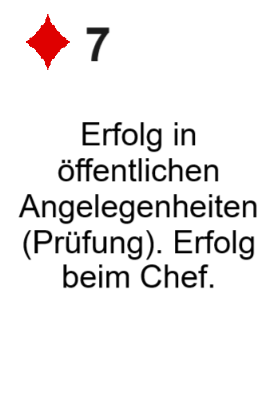 7
Erfolg in
öffentlichen
Angelegenheiten
(Prüfung). Erfolg
beim Chef.